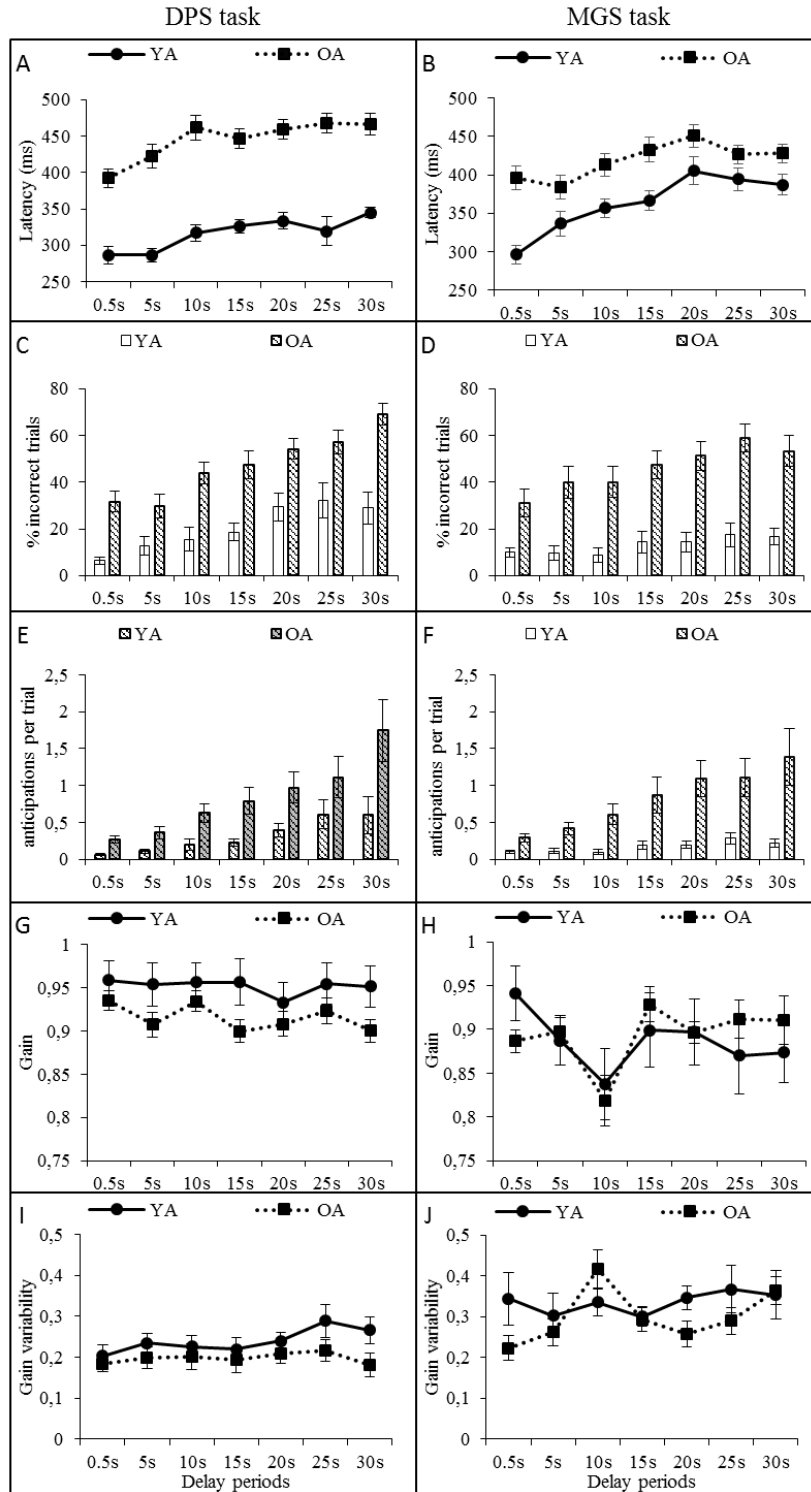 DPS task MGS task
A YA OA
Latency (ms)
500
450
400
350
300
250
0.5s 5s 10s 15s 20s 25s 30s
B YA OA
Latency (ms)
500
450
400
350
300
250
0.5s 5s 10s 15s 20s 25s 30s
C YA OA
% incorrect trials
80
60
40
20
0
0.5s 5s 10s 15s 20s 25s 30s
D YA OA
% incorrect trials
80
60
40
20
0
0.5s 5s 10s 15s 20s 25s 30s
E YA OA
anticipations per trial
2,5
2
1,5
1
0,5
0
0.5s 5s 10s 15s 20s 25s 30s
F YA OA
anticipations per trial
2,5
2
1,5
1
0,5
0
0.5s 5s 10s 15s 20s 25s 30s
G YA OA
Gain
1
0,95
0,9
0,85
0,8
0,75
0.5s 5s 10s 15s 20s 25s 30s
H YA OA
Gain
1
0,95
0,9
0,85
0,8
0,75
0.5s 5s 10s 15s 20s 25s 30s
I YA OA
Gain variability
0,5
0,4
0,3
0,2
0,1
0
0.5s 5s 10s 15s 20s 25s 30s
Delay periods
J YA OA
Gain variability
0,5
0,4
0,3
0,2
0,1
0
0.5s 5s 10s 15s 20s 25s 30s
Delay periods